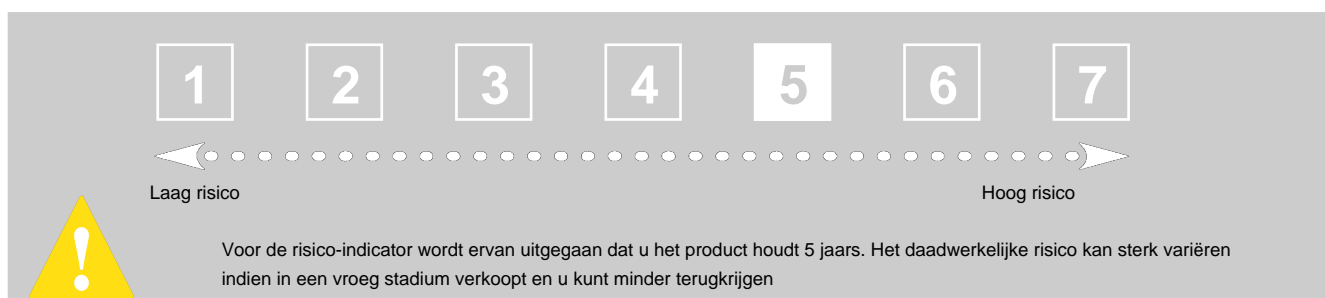 1 2 3 4 5 6 7
Laag risico Hoog risico
!
Voor de risico-indicator wordt ervan uitgegaan dat u het product houdt 5 jaars. Het daadwerkelijke risico kan sterk variëren
indien in een vroeg stadium verkoopt en u kunt minder terugkrijgen